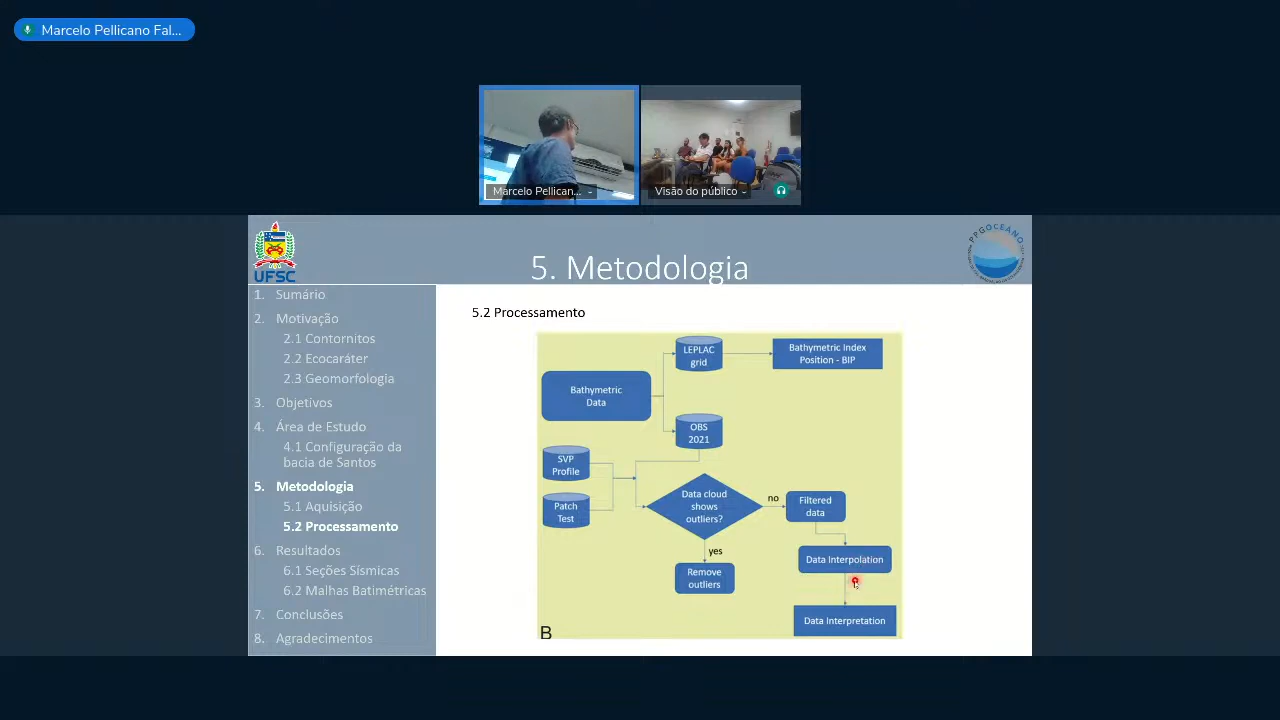 Marcelo Pellicano Fal...
Marcelo Pellican...
Visão do público
UFSC
5. Metodologia
PPGOCEANO
1. Sumário
2. Motivação
2.1 Contornitos
2.2 Ecocaráter
2.3 Geomorfologia
3. Objetivos
4. Área de Estudo
4.1 Configuração da
bacia de Santos
5. Metodologia
5.1 Aquisição
5.2 Processamento
6. Resultados
6.1 Seções Sísmicas
6.2 Malhas Batimétricas
7. Conclusões
8. Agradecimentos
5.2 Processamento
LEPLAC
grid
Bathymetric Index
Position - BIP
Bathymetric
Data
OBS
2021
SVP
Profile
Patch
Test
Data cloud
shows
outliers?
no
Filtered
data
yes
Remove
outliers
Data Interpolation
Data Interpretation
B